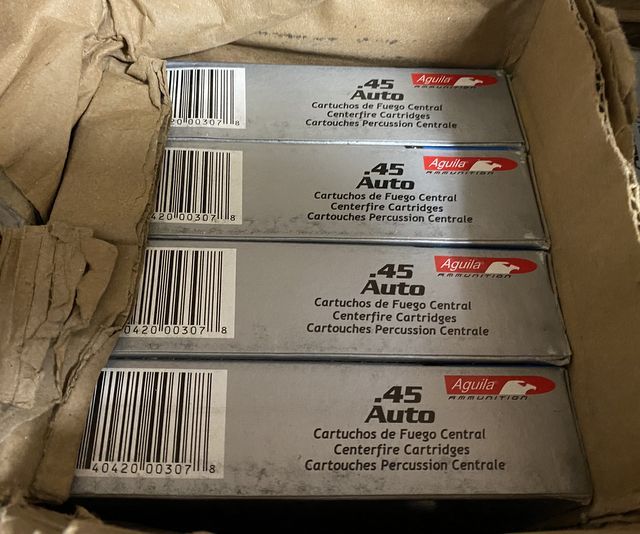 Aguila
AMMUNITION
.45
Auto
Cartuchos de Fuego Central
Centerfire Cartridges
Cartouches Percussion Centrale
20 00307 8
Aguila
AMMUNITION
.45
Auto
Cartuchos de Fuego Central
Centerfire Cartridges
Cartouches Percussion Centrale
420 00307 8
Aguila
AMMUNITION
.45
Auto
Cartuchos de Fuego Central
Centerfire Cartridges
Cartouches Percussion Centrale
0420 00307 8
Aguila
AMMUNITION
.45
Auto
Cartuchos de Fuego Central
Centerfire Cartridges
Cartouches Percussion Centrale
40420 00307 8